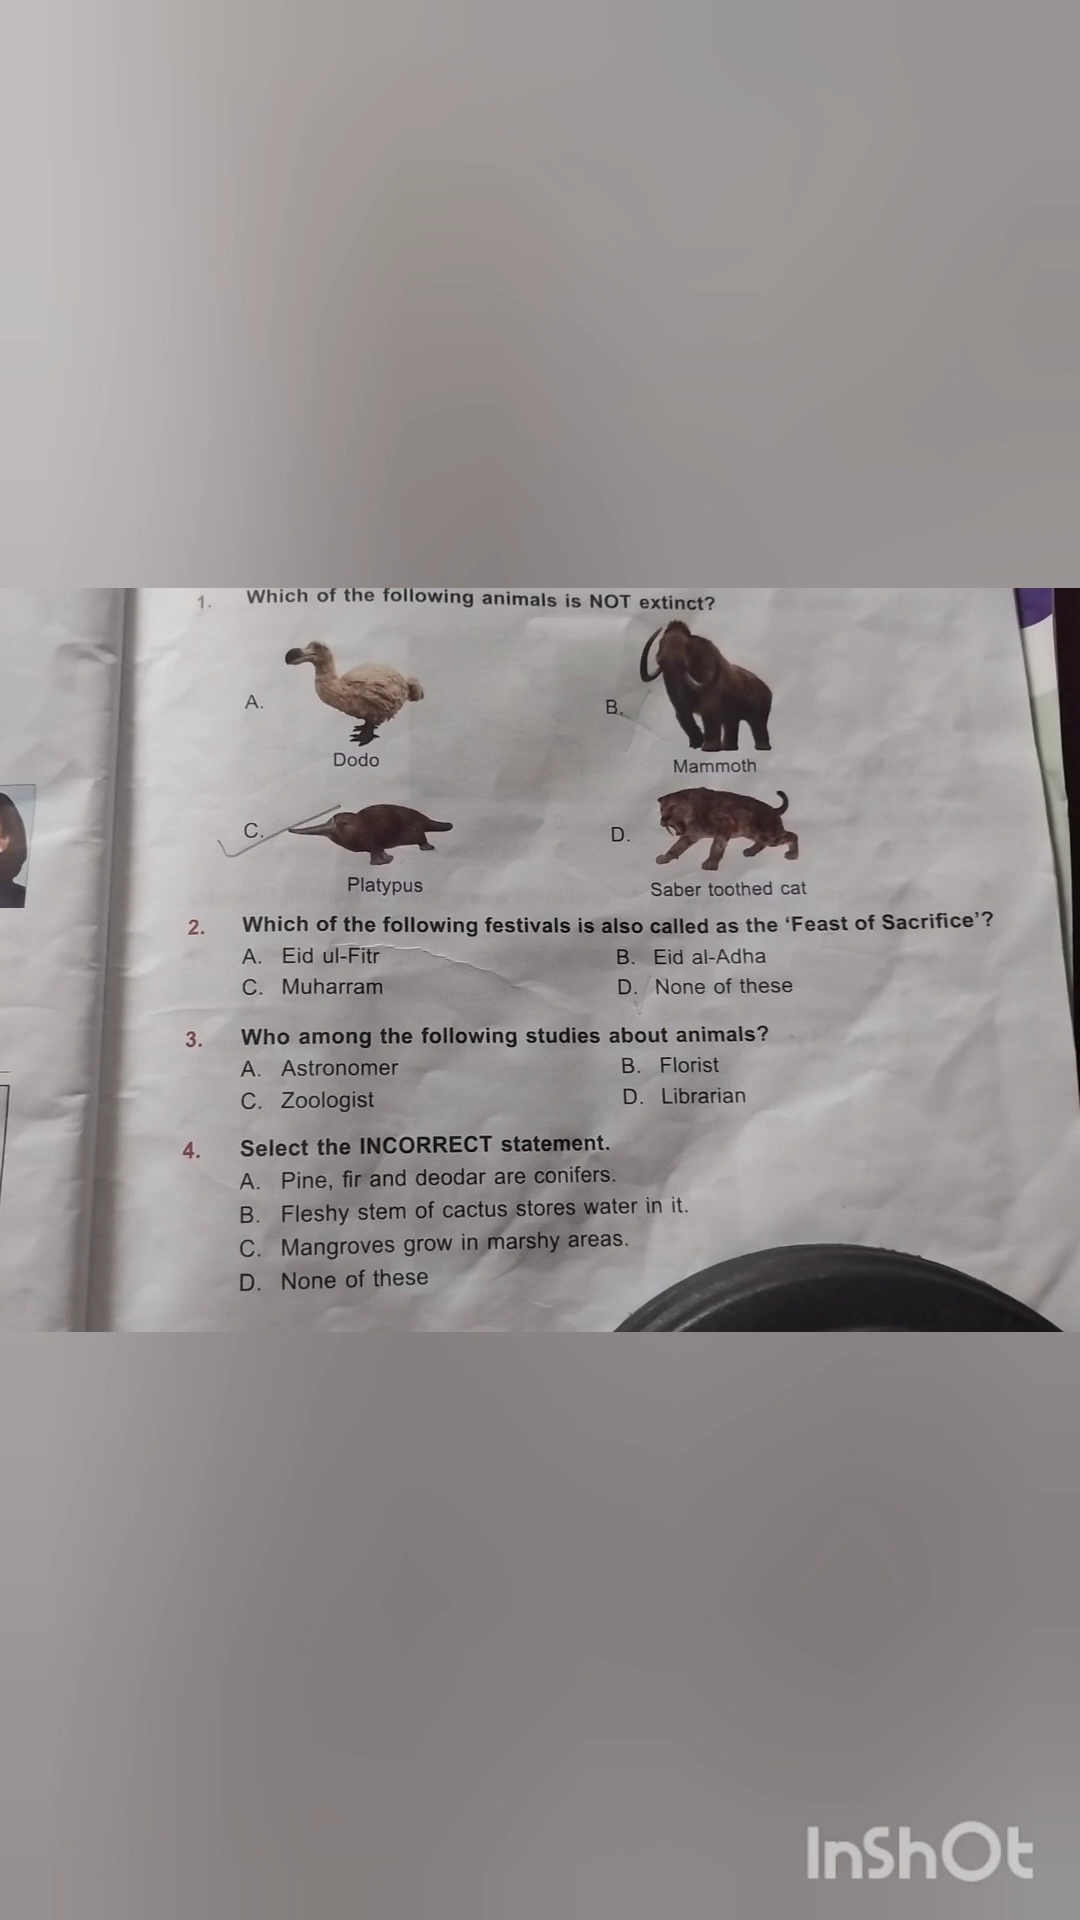 1. Which of the following animals is NOT extinct?
A. B.
Dodo Mammoth
C. D.
Platypus Saber toothed cat
2. Which of the following festivals is also called as the ‘Feast of Sacrifice’?
A. Eid ul-Fitr B. Eid al-Adha
C. Muharram D. None of these
3. Who among the following studies about animals?
A. Astronomer B. Florist
C. Zoologist D. Librarian
4. Select the INCORRECT statement.
A. Pine, fir and deodar are conifers.
B. Fleshy stem of cactus stores water in it.
C. Mangroves grow in marshy areas.
D. None of these
InShOt